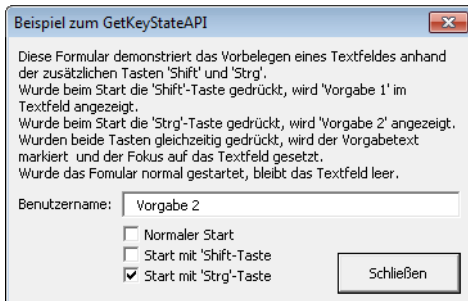 Beispiel zum GetKeyStateAPI
Diese Formular demonstriert das Vorbelegen eines Textfeldes anhand
der zusätzlichen Tasten 'Shift' und 'Strg'.
Wurde beim Start die 'Shift'-Taste gedrückt, wird 'Vorgabe 1' im
Textfeld angezeigt.
Wurde beim Start die 'Strg'-Taste gedrückt, wird 'Vorgabe 2' angezeigt.
Wurden beide Tasten gleichzeitig gedrückt, wird der Vorgabetext
markiert und der Fokus auf das Textfeld gesetzt.
Wurde das Fomular normal gestartet, bleibt das Textfeld leer.
Benutzername: Vorgabe 2
Normaler Start
Start mit 'Shift-Taste
Start mit 'Strg'-Taste
Schließen